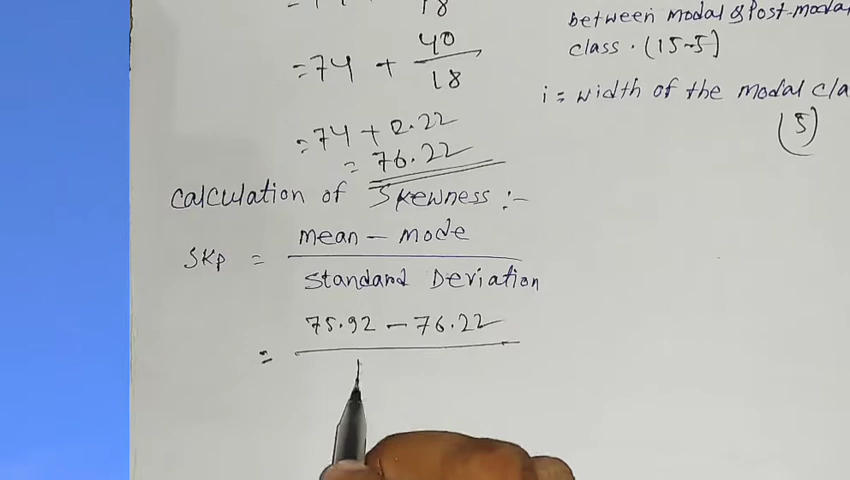 18
between modal & Post-modal
class. (15-5)
= 74 + 40/18
i = width of the modal cla
(5)
= 74 + 2.22
= 76.22
Calculation of Skewness :-
SKp = mean - mode / Standard Deviation
= 75.92 - 76.22